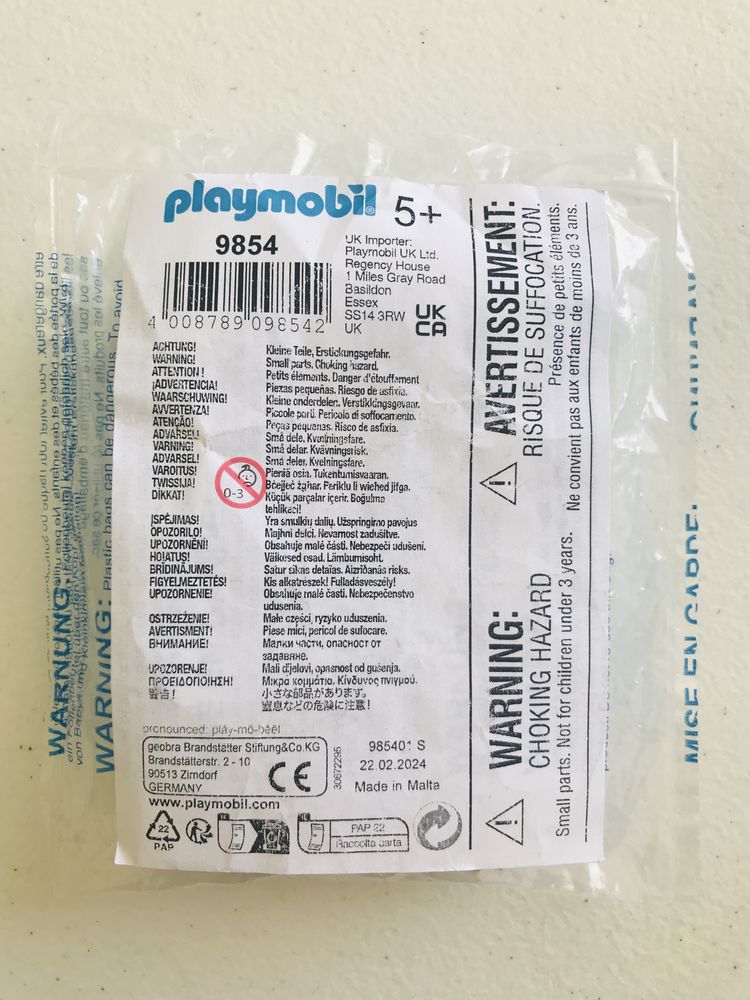 playmobil®
5+
9854
4 008789 098542
UK Importer:
Playmobil UK Ltd.
Regency House
1 Miles Gray Road
Basildon
Essex
SS14 3RW
UK
UK
CA
ACHTUNG! Kleine Teile, Erstickungsgefahr.
WARNING! Small parts. Choking hazard.
ATTENTION ! Petits éléments. Danger d'étouffement
¡ADVERTENCIA! Piezas pequeñas. Riesgo de asfixia.
WAARSCHUWING! Kleine onderdelen. Verstikkingsgevaar.
AVVERTENZA! Piccole parti. Pericolo di soffocamento.
ATENÇÃO! Peças pequenas. Risco de asfixia.
ADVARSEL! Små dele. Kvælningsfare.
VARNING! Små delar. Kvävningsrisk.
ADVARSEL! Små deler. Kvelningsfare.
VAROITUS! Pieniä osia. Tukehtumisvaaran.
TWISSIJA! Bċejjeċ żgħar. Periklu li wieħed jifga.
DIKKAT! Küçük parçalar içerir. Boğulma
tehlikesi!
0-3
ĮSPĖJIMAS! Yra smulkių dalių. Užspringimo pavojus
OPOZORILO! Majhni delci. Nevarnost zadušitve.
UPOZORNĚNÍ! Obsahuje malé části. Nebezpečí udušení.
HOIATUS! Väikesed osad. Lämbumisoht.
BRĪDINĀJUMS! Satur sīkas detaļas. Aizrīšanās risks.
FIGYELMEZTETÉS! Kis alkatrészek! Fulladásveszély!
UPOZORNENIE! Obsahuje malé časti. Nebezpečenstvo
udusenia.
OSTRZEŻENIE! Małe części, ryzyko uduszenia.
AVERTISMENT! Piese mici, pericol de sufocare.
ВНИМАНИЕ! Малки части, опасност от
задавяне.
UPOZORENJE! Mali dijelovi, opasnost od gušenja.
ΠΡΟΕΙΔΟΠΟΙΗΣΗ! Μικρά κομμάτια. Κίνδυνος πνιγμού.
警告! 小さな部品があります。
窒息などの危険に注意!
pronounced: pláy-mō-bēēl
geobra Brandstätter Stiftung&Co.KG
Brandstätterstr. 2 - 10
90513 Zirndorf
GERMANY
CE
30672295
985401 S
22.02.2024
Made in Malta
www.playmobil.com
22
PAP
PAP 22
Raccolta carta
AVERTISSEMENT:
RISQUE DE SUFFOCATION.
Présence de petits éléments.
Ne convient pas aux enfants de moins de 3 ans.
WARNING:
CHOKING HAZARD
Small parts. Not for children under 3 years.
WARNUNG:
WARNING: Plastic bags can be dangerous. To avoid
MISE EN GARDE: